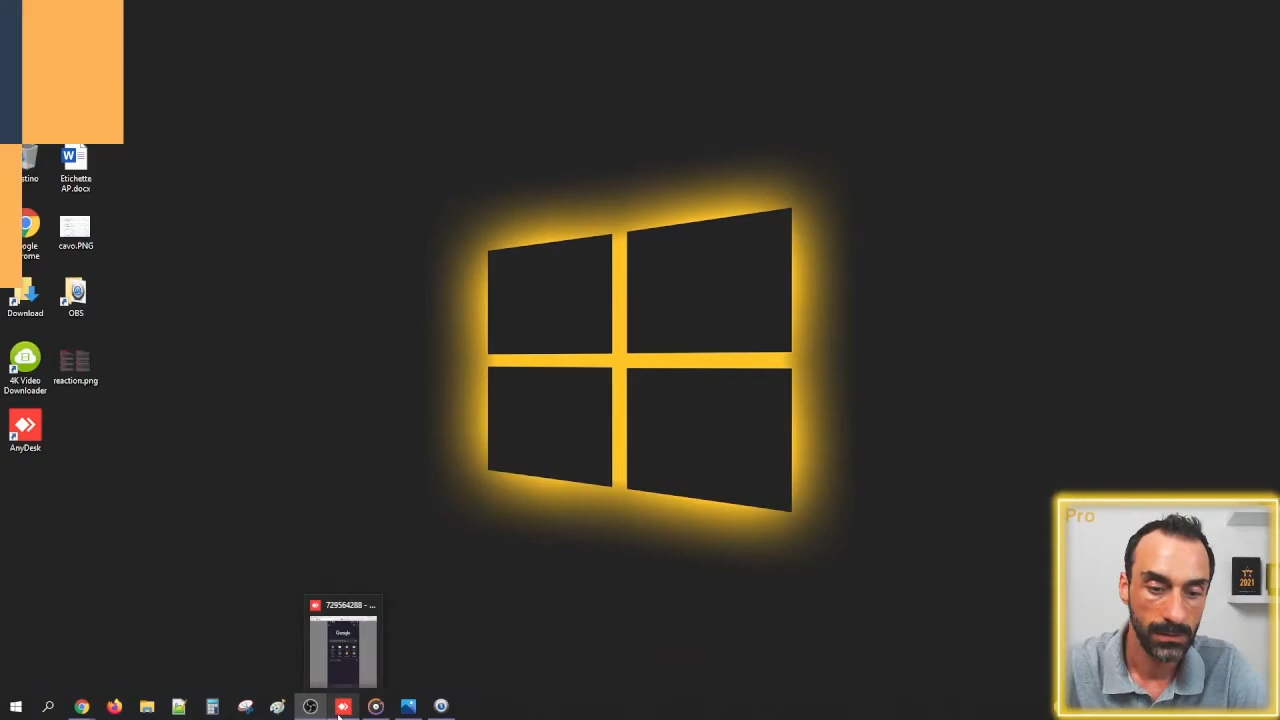 stino
Etichette
AP.docx
ogle
rome
cavo.PNG
Download
OBS
4K Video
Downloader
reaction.png
AnyDesk
729564288 - ...
Google
Pro
2021